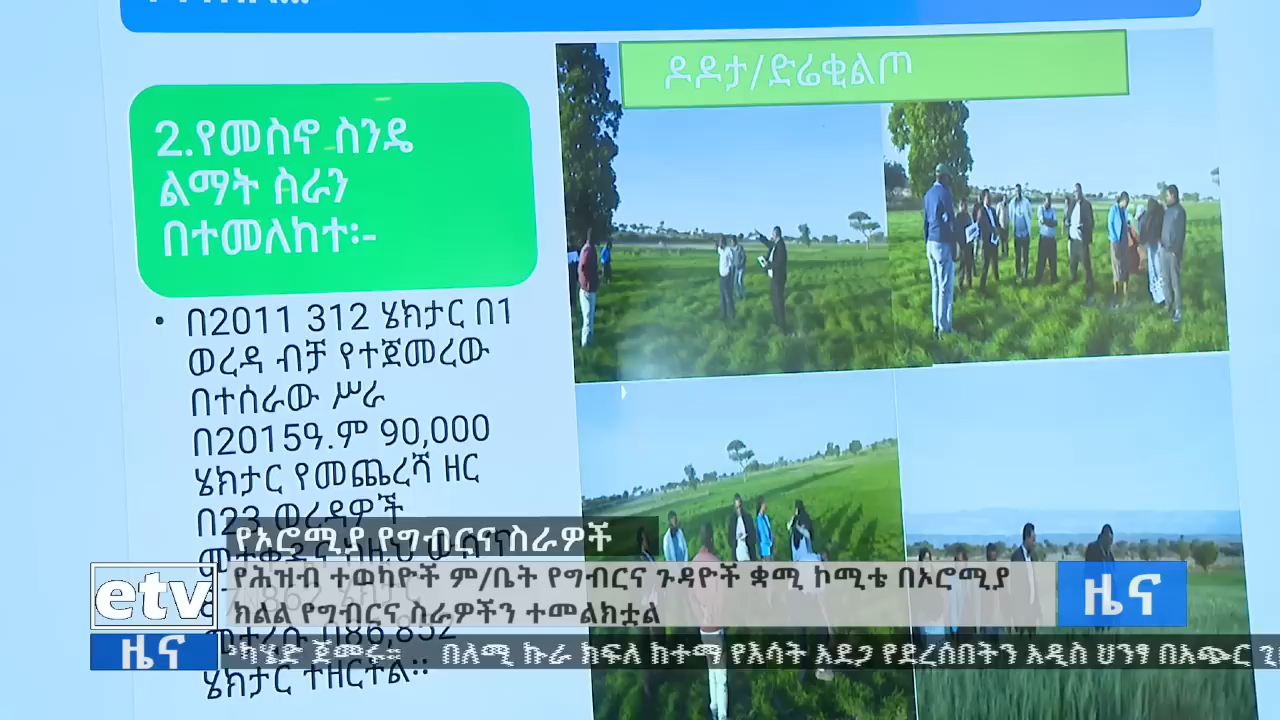 ዶዶታ/ድሬቂልጦ
2.የመስኖ ስንዴ
ልማት ስራን
በተመለከተ፡-
• በ2011 312 ሄክታር በ1
ወረዳ ብቻ የተጀመረው
በተሰራው ሥራ
በ2015ዓ.ም 90,000
ሄክታር የመጨረሻ ዘር
በ23 ወረዳዎች
ሄክታር ተዘርተል፡፡
የኦሮሚያ የግብርና ስራዎች
የሕዝብ ተወካዮች ም/ቤት የግብርና ጉዳዮች ቋሚ ኮሚቴ በኦሮሚያ
ክልል የግብርና ስራዎችን ተመልክቷል
etv
ዜና
ዜና
ጀመሩ፡፡ በለሚ ኩራ ክፍለ ከተማ የእሳት አደጋ የደረሰበትን አዲስ ህንፃ በአጭር